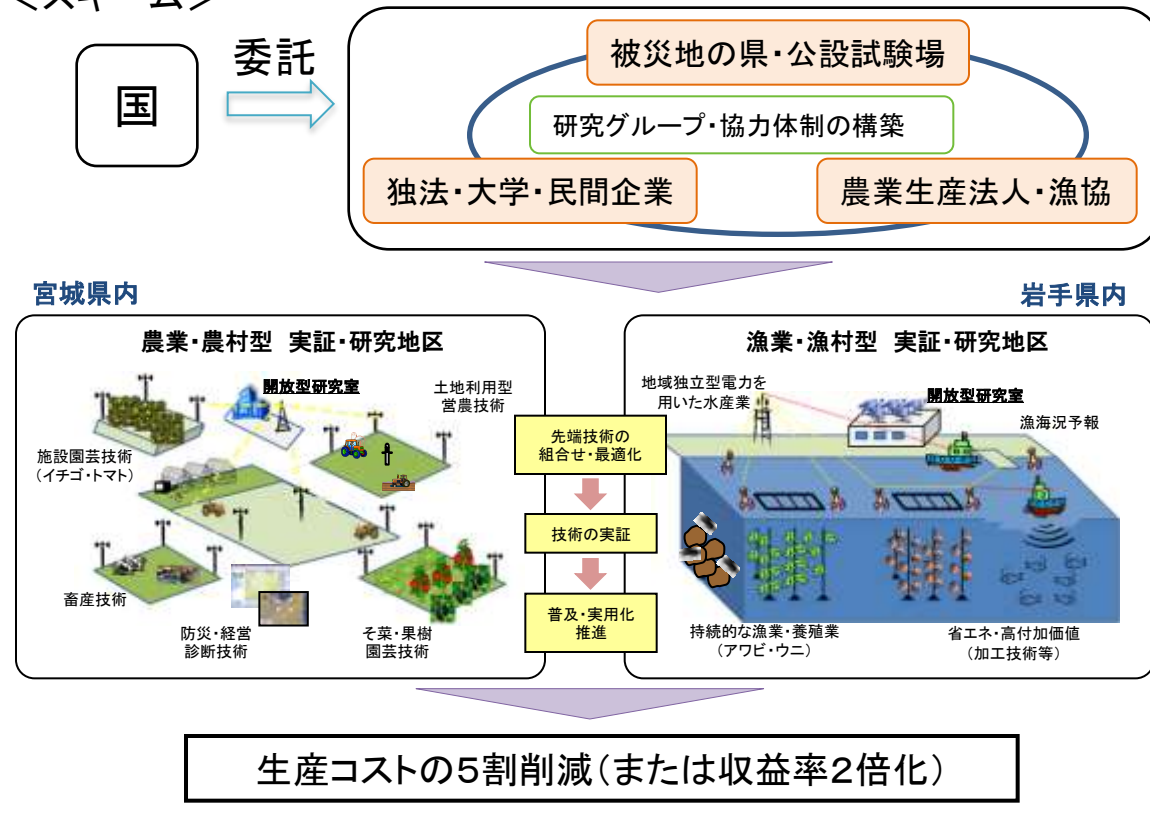 ＜スキーム＞
国
委託
被災地の県・公設試験場
研究グループ・協力体制の構築
独法・大学・民間企業
農業生産法人・漁協
宮城県内
農業・農村型　実証・研究地区
開放型研究室
土地利用型
営農技術
施設園芸技術
（イチゴ・トマト）
畜産技術
防災・経営
診断技術
そ菜・果樹
園芸技術
先端技術の
組合せ・最適化
技術の実証
普及・実用化
推進
岩手県内
漁業・漁村型　実証・研究地区
地域独立型電力を
用いた水産業
開放型研究室
漁海況予報
持続的な漁業・養殖業
（アワビ・ウニ）
省エネ・高付加価値
（加工技術等）
生産コストの５割削減（または収益率２倍化）